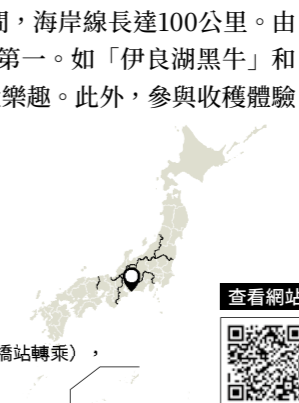 間，海岸線長達100公里。由
第一。如「伊良湖黑牛」和
樂趣。此外，參與收穫體驗
查看網站
橋站轉乘），